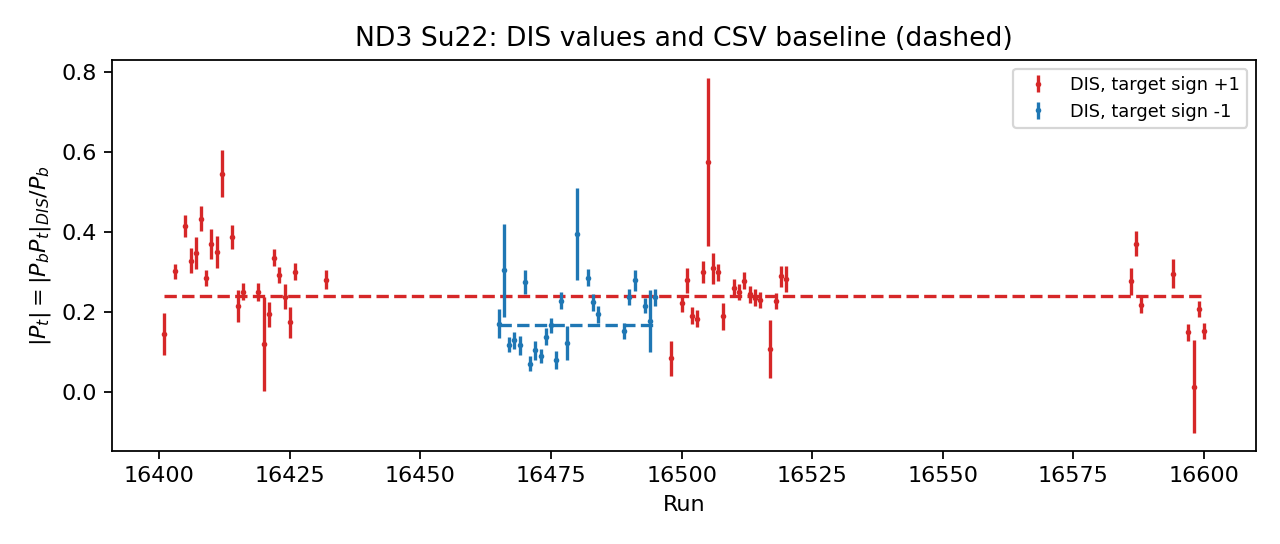 ND3 Su22: DIS values and CSV baseline (dashed)
DIS, target sign +1
DIS, target sign -1
|P_t| = |P_bP_t|_{DIS}/P_b
0.8
0.6
0.4
0.2
0.0
16400 16425 16450 16475 16500 16525 16550 16575 16600
Run